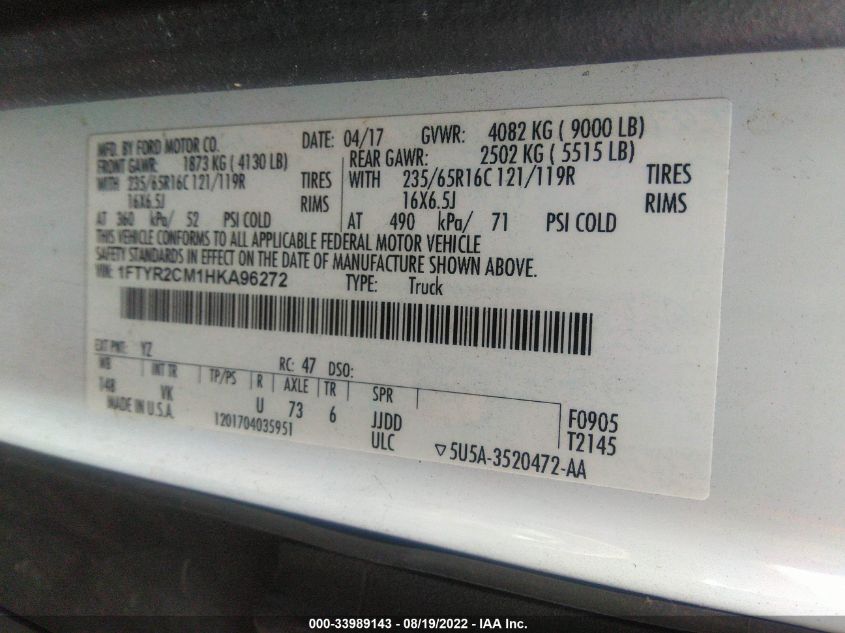 MFD. BY FORD MOTOR CO. DATE: 04/17 GVWR: 4082 KG ( 9000 LB)
FRONT GAWR: 1873 KG ( 4130 LB) REAR GAWR: 2502 KG ( 5515 LB)
WITH 235/65R16C 121/119R TIRES WITH 235/65R16C 121/119R TIRES
16X6.5J RIMS 16X6.5J RIMS
AT 360 kPa/ 52 PSI COLD AT 490 kPa/ 71 PSI COLD
THIS VEHICLE CONFORMS TO ALL APPLICABLE FEDERAL MOTOR VEHICLE
SAFETY STANDARDS IN EFFECT ON THE DATE OF MANUFACTURE SHOWN ABOVE.
VIN: 1FTYR2CM1HKA96272 TYPE: Truck
EXT PNT: YZ RC: 47 DSO:
WB INT TR TP/PS R AXLE TR SPR
148 VK U 73 6 JJDD F0905
MADE IN U.S.A. 1201704035951 ULC T2145
▽5U5A-3520472-AA
000-33989143 - 08/19/2022 - IAA Inc.